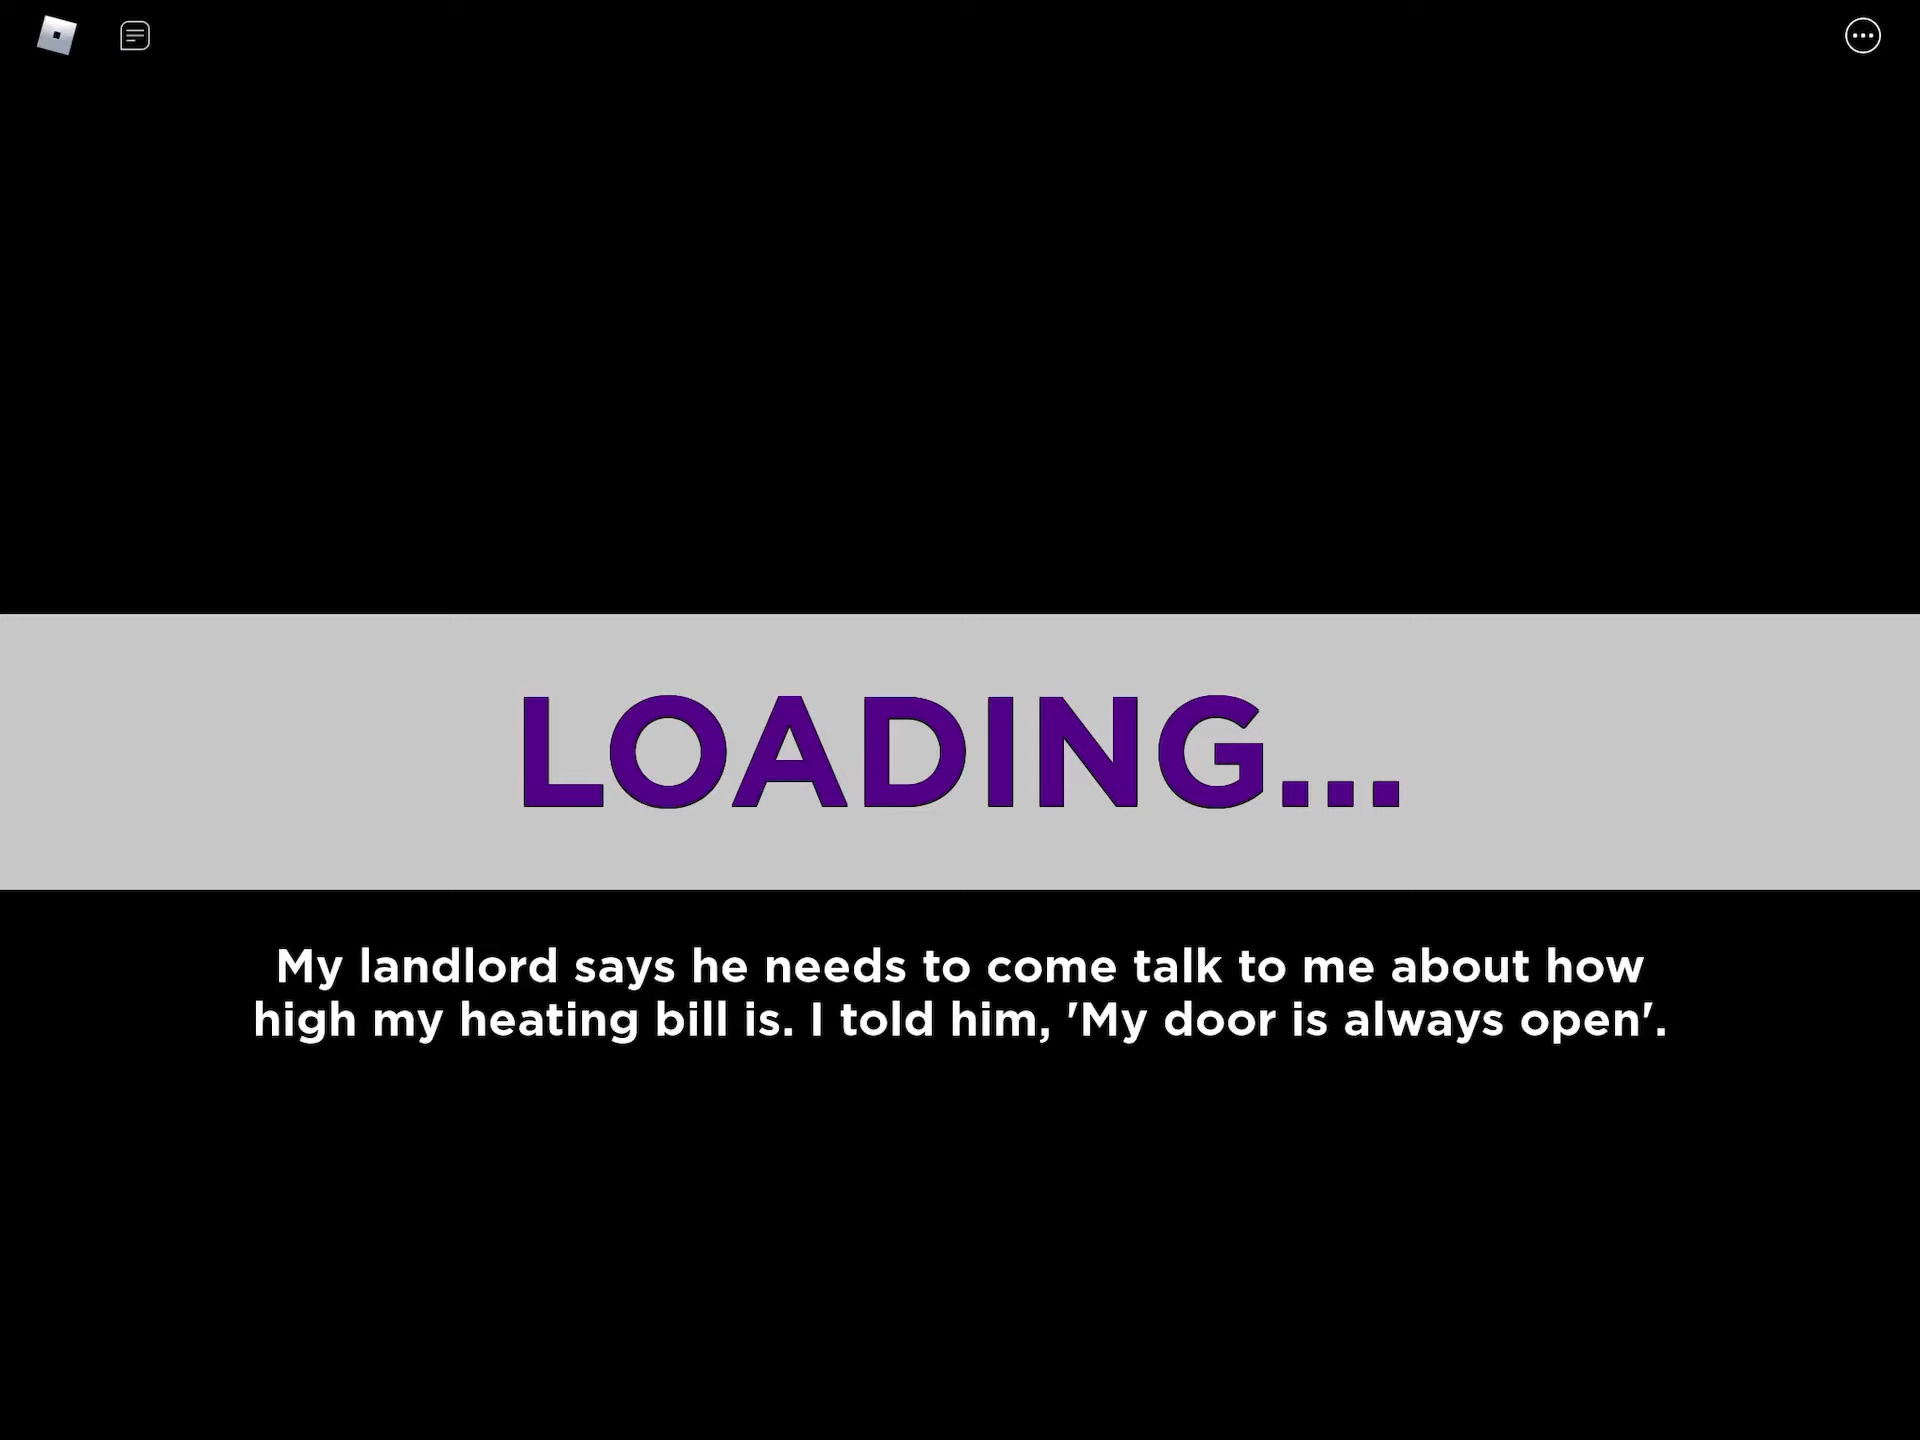 LOADING...
My landlord says he needs to come talk to me about how
high my heating bill is. I told him, 'My door is always open'.